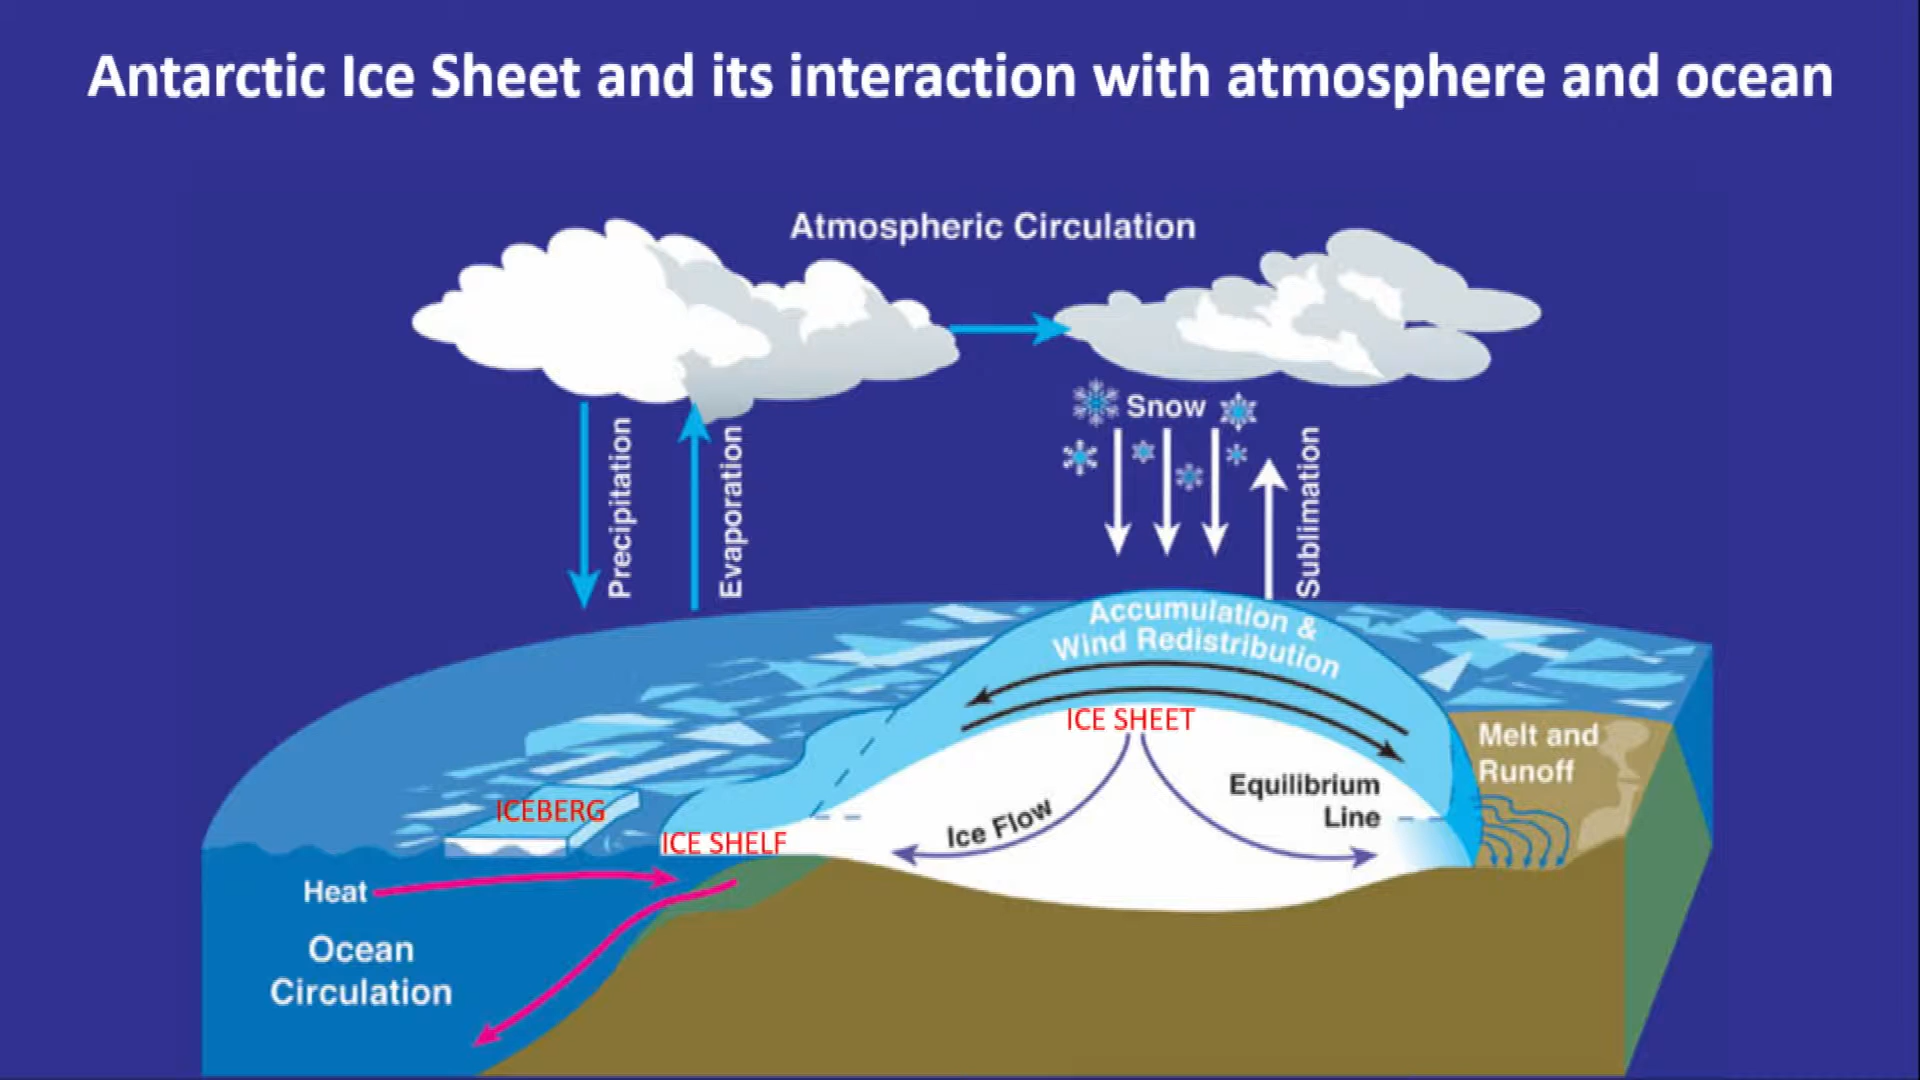 Antarctic Ice Sheet and its interaction with atmosphere and ocean
Atmospheric Circulation
Precipitation
Evaporation
Snow
Sublimation
Accumulation &
Wind Redistribution
ICE SHEET
Melt and
Runoff
Equilibrium
Line
Ice Flow
ICEBERG
ICE SHELF
Heat
Ocean
Circulation